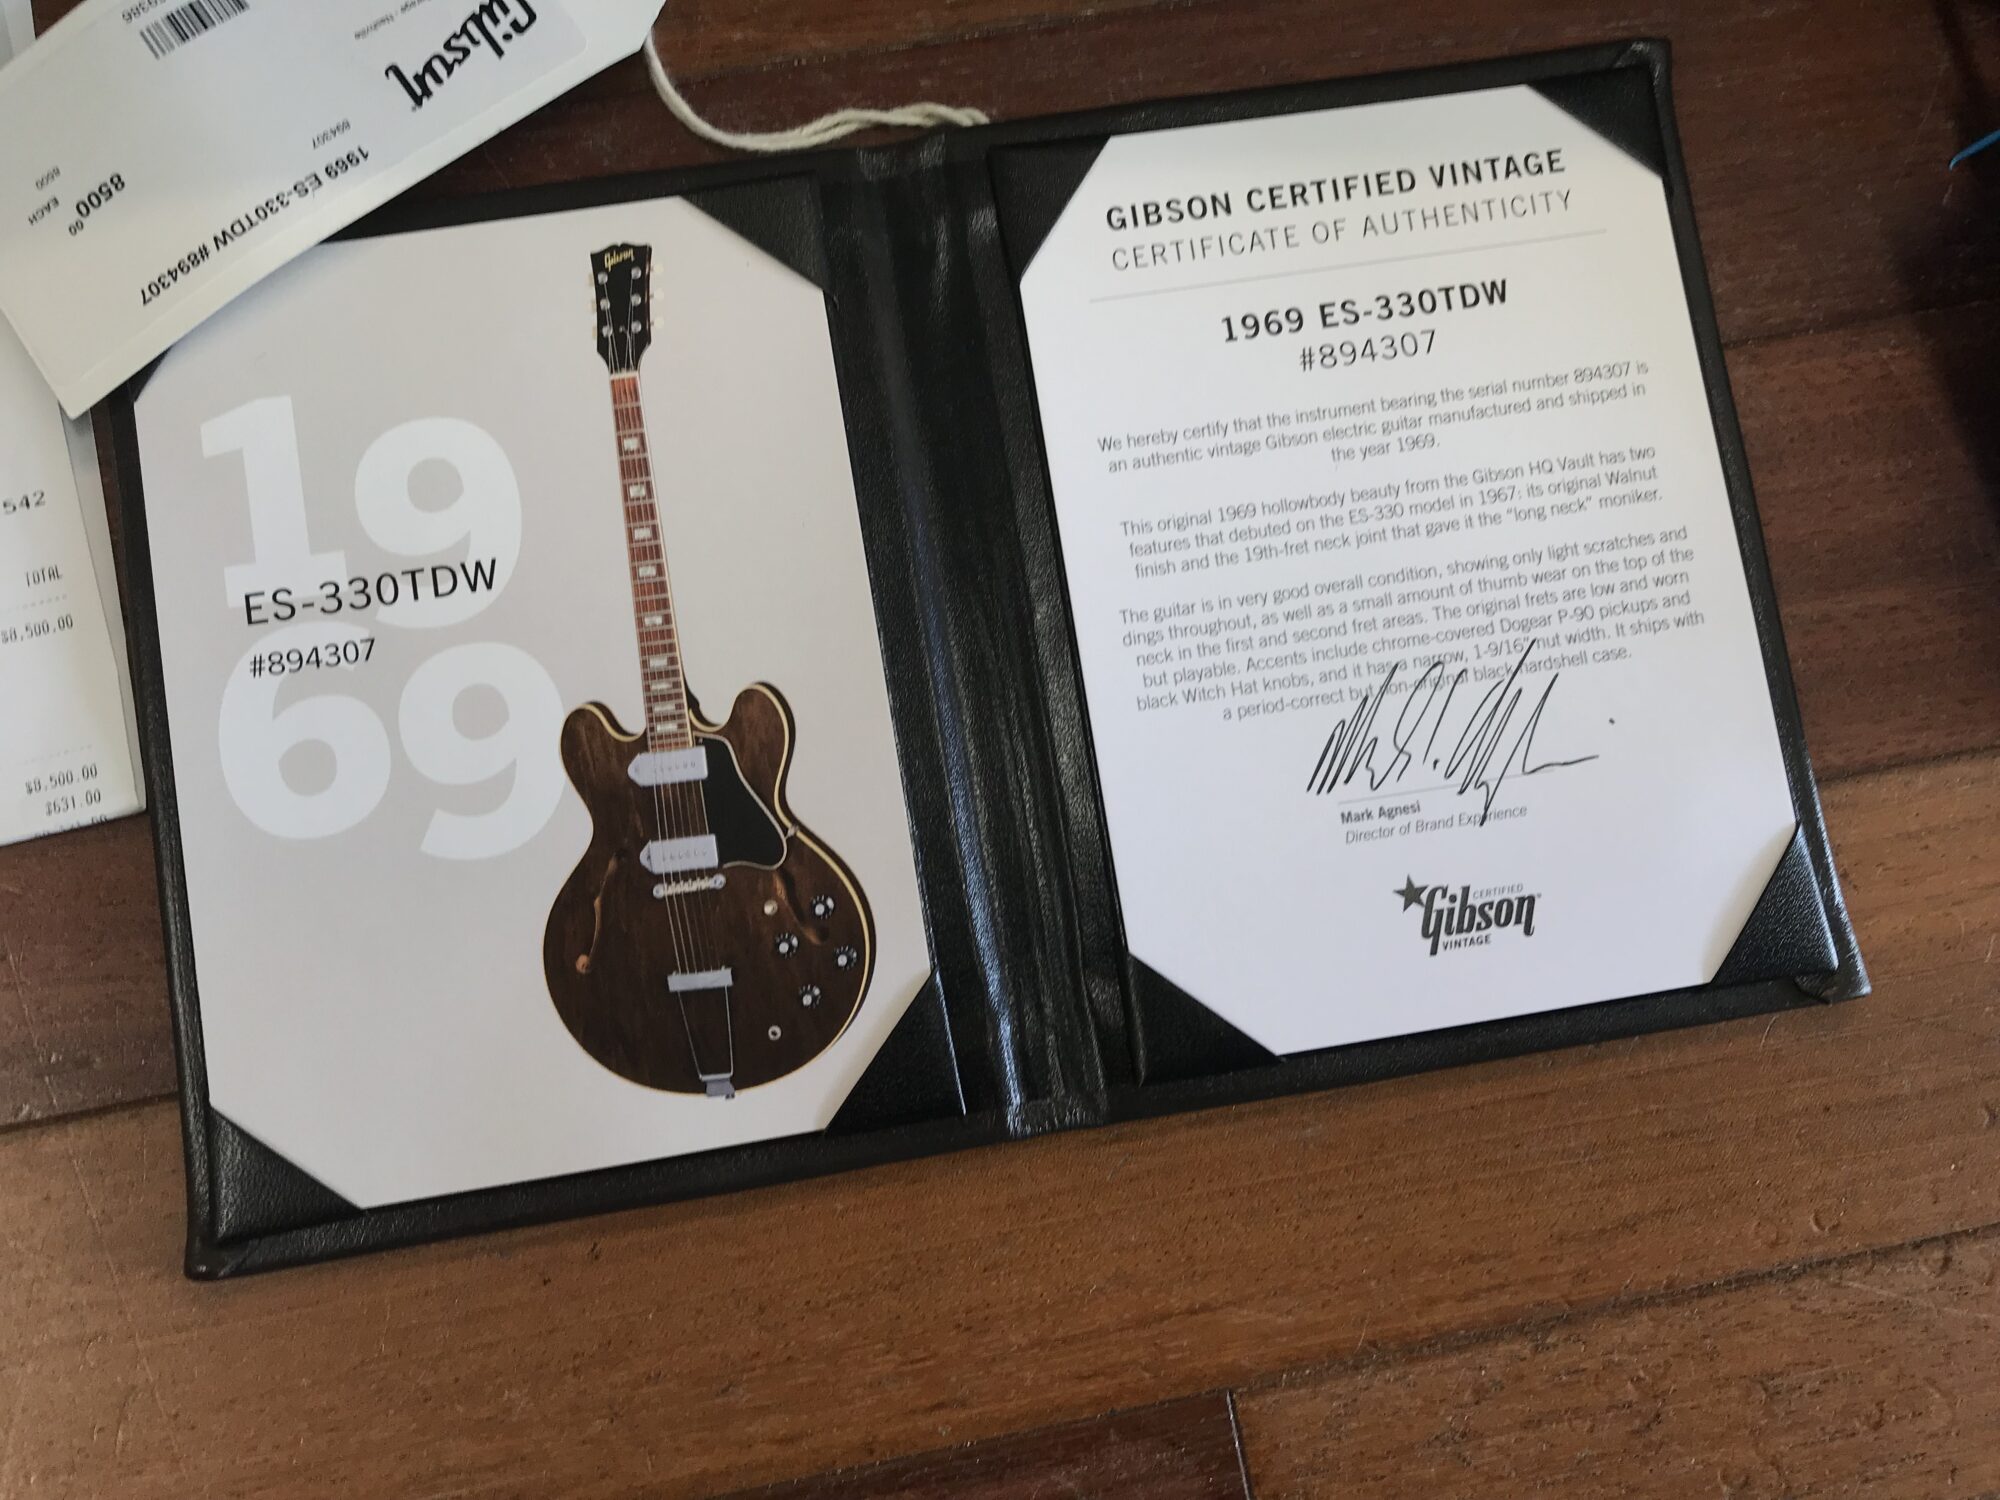 59386
Gibson
Garage - Nashville
894307
1969 ES-330TDW #894307
8500
8500.00
EACH
542
TOTAL
$8,500.00
$8,500.00
$631.00
Gibson
1969
ES-330TDW
#894307
GIBSON CERTIFIED VINTAGE
CERTIFICATE OF AUTHENTICITY
1969 ES-330TDW
#894307
We hereby certify that the instrument bearing the serial number 894307 is
an authentic vintage Gibson electric guitar manufactured and shipped in
the year 1969.
This original 1969 hollowbody beauty from the Gibson HQ Vault has two
features that debuted on the ES-330 model in 1967: its original Walnut
finish and the 19th-fret neck joint that gave it the “long neck” moniker.
The guitar is in very good overall condition, showing only light scratches and
dings throughout, as well as a small amount of thumb wear on the top of the
neck in the first and second fret areas. The original frets are low and worn
but playable. Accents include chrome-covered Dogear P-90 pickups and
black Witch Hat knobs, and it has a narrow, 1-9/16” nut width. It ships with
a period-correct but non-original black hardshell case.
Mark Agnesi
Director of Brand Experience
CERTIFIED
Gibson
VINTAGE